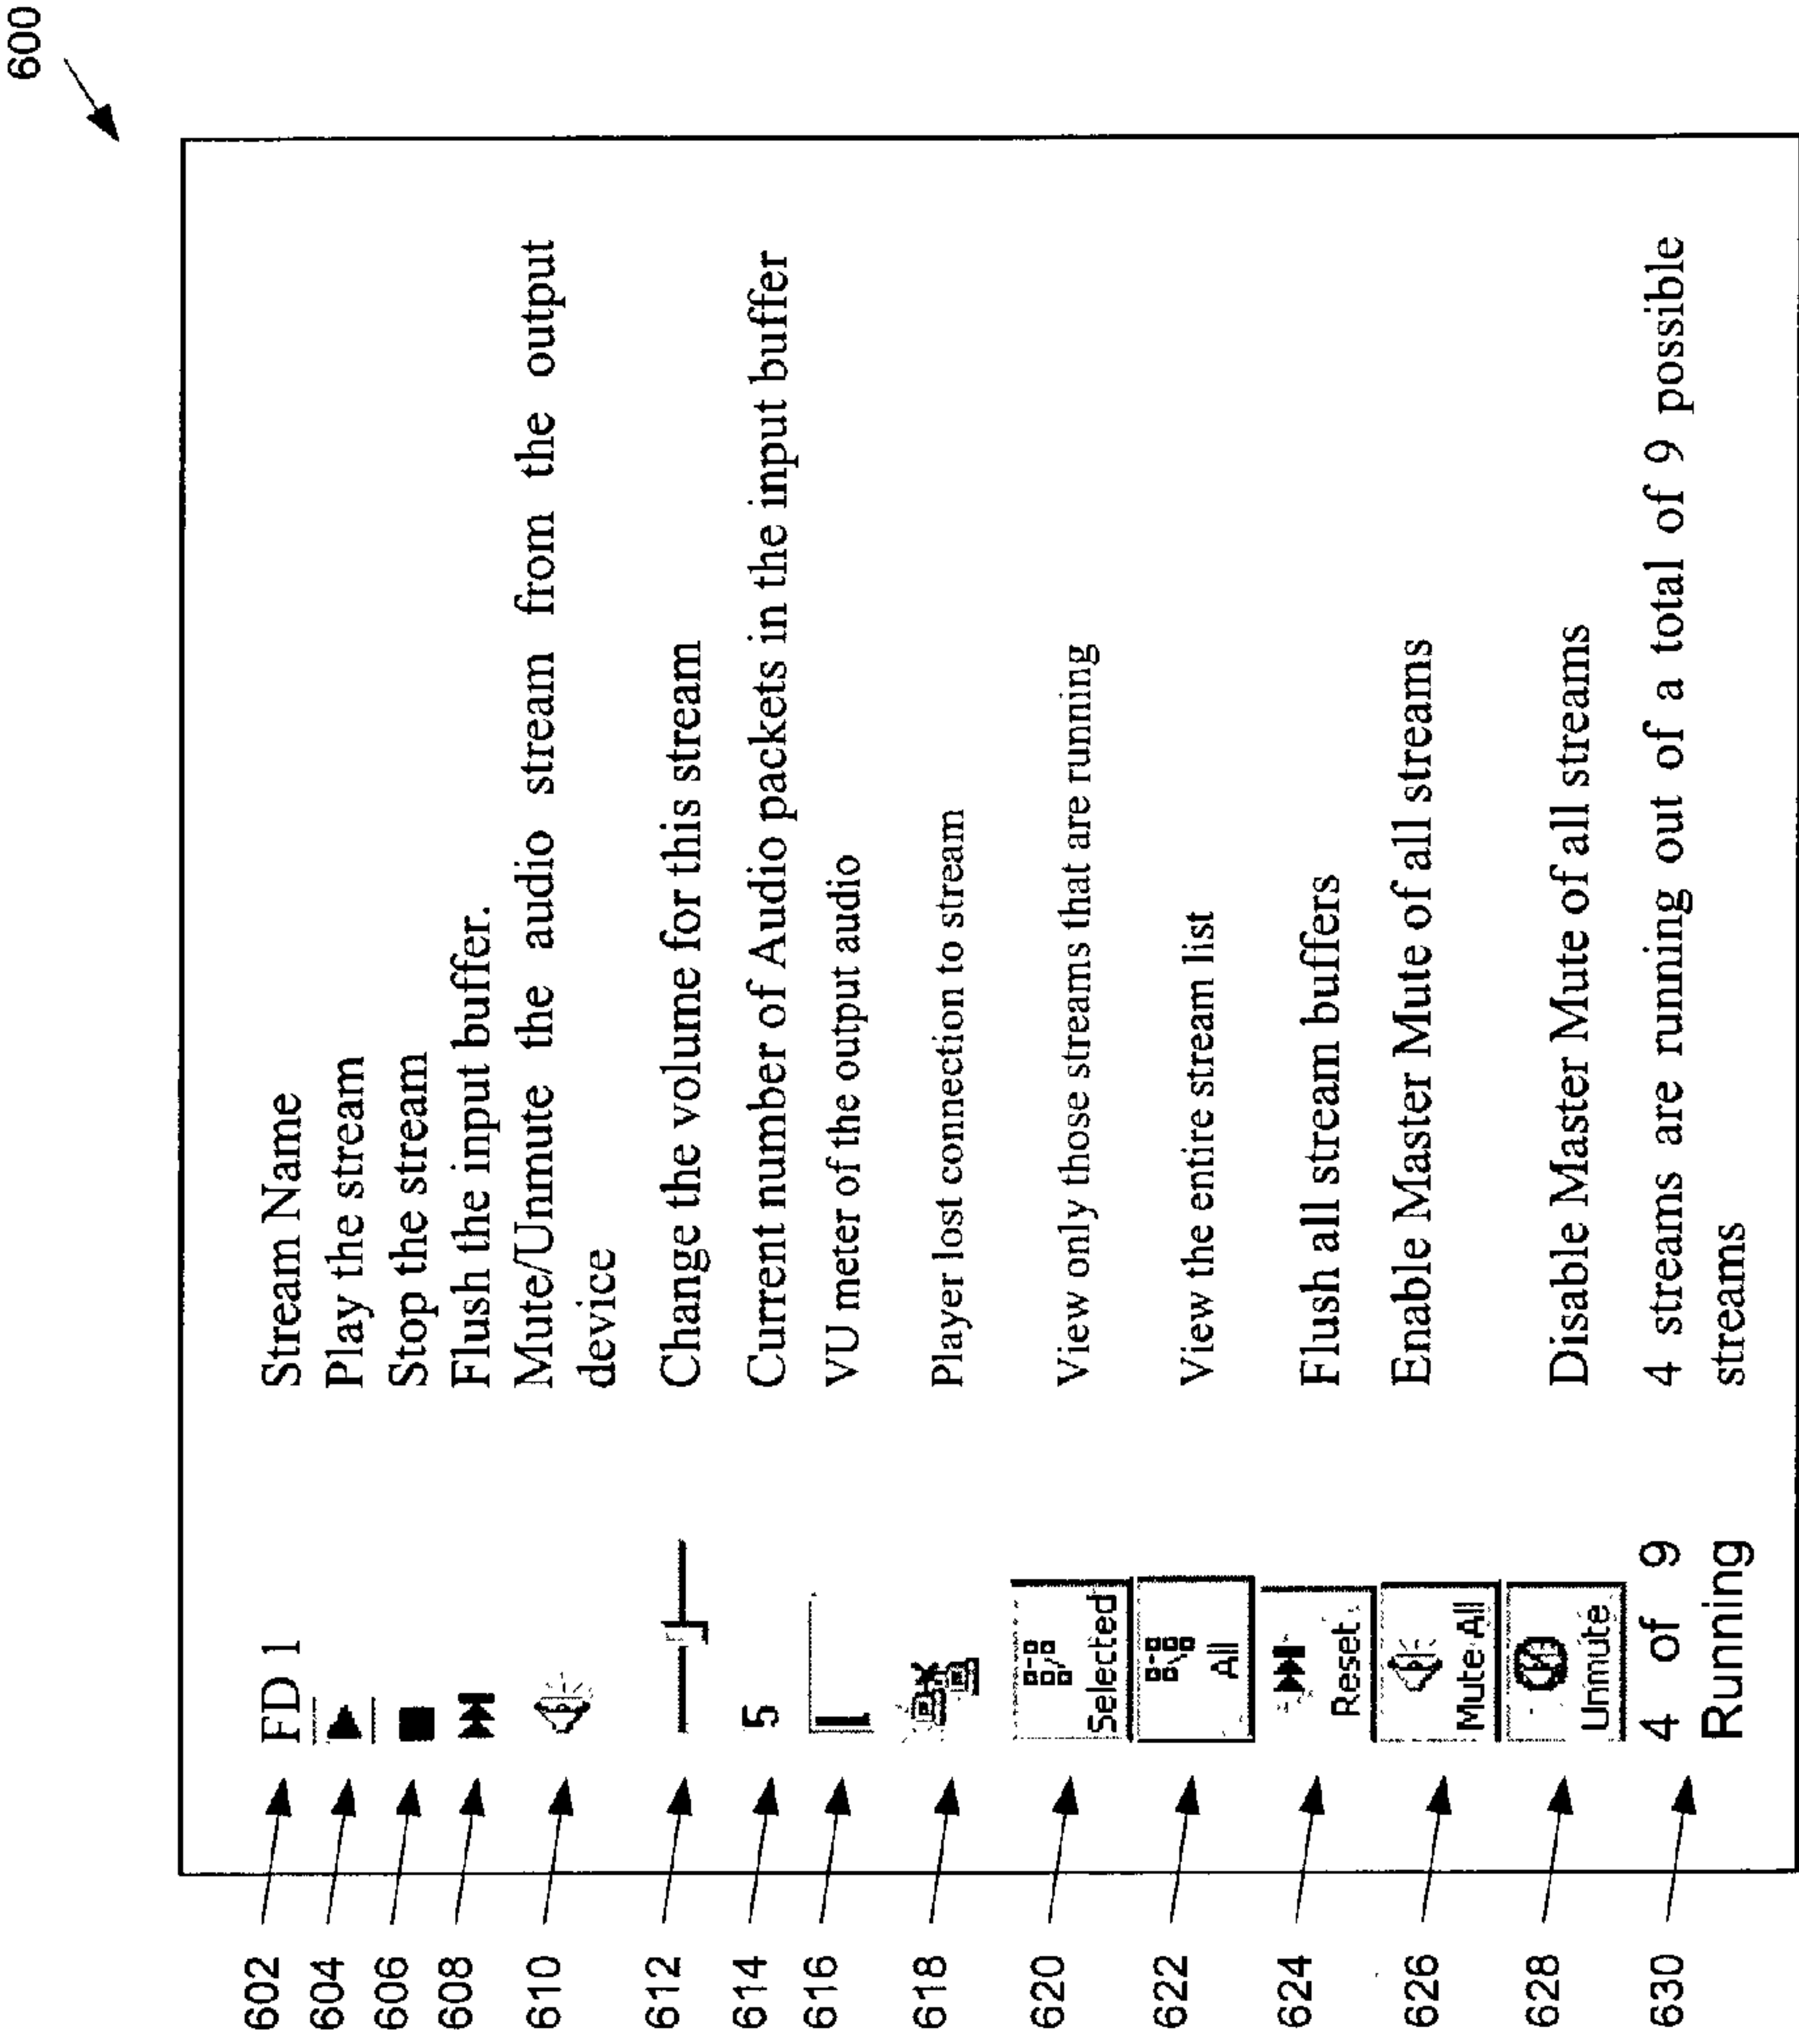 600
602 FD 1 Stream Name
604 Play the stream
606 Stop the stream
608 Flush the input buffer.
610 Mute/Unmute the audio stream from the output
device
612 Change the volume for this stream
614 5 Current number of Audio packets in the input buffer
616 VU meter of the output audio
618 Player lost connection to stream
620 Selected View only those streams that are running
622 All View the entire stream list
624 Reset Flush all stream buffers
626 Mute All Enable Master Mute of all streams
628 Unmute Disable Master Mute of all streams
630 4 of 9 4 streams are running out of a total of 9 possible
Running streams